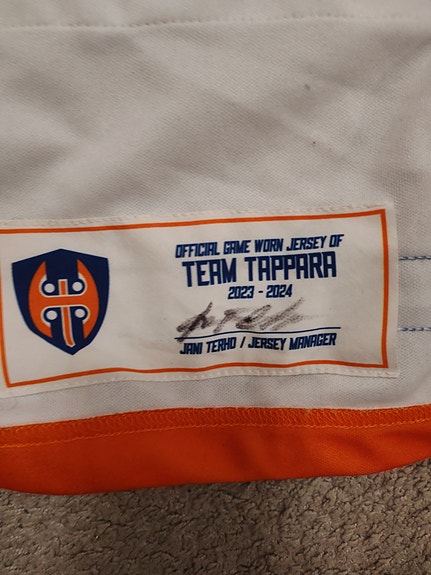 OFFICIAL GAME WORN JERSEY OF
TEAM TAPPARA
2023 - 2024
JANI TERHO / JERSEY MANAGER